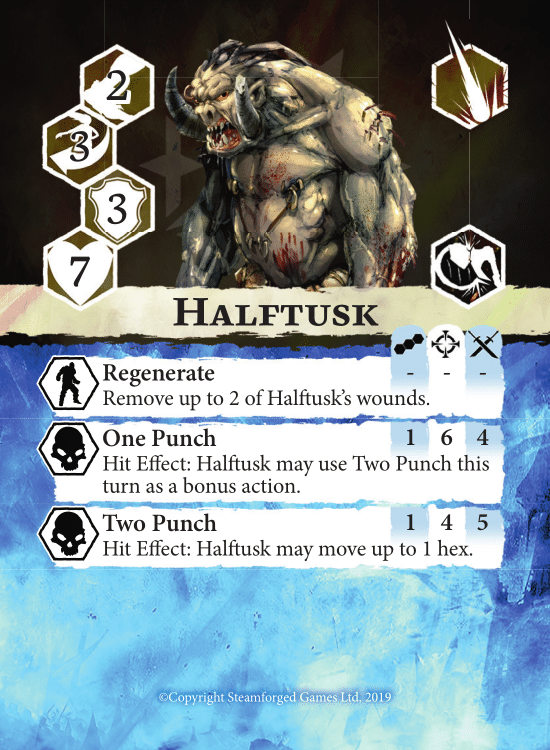 2
3
3
7
Halftusk
Regenerate - - -
Remove up to 2 of Halftusk's wounds.
One Punch 1 6 4
Hit Effect: Halftusk may use Two Punch this
turn as a bonus action.
Two Punch 1 4 5
Hit Effect: Halftusk may move up to 1 hex.
©Copyright Steamforged Games Ltd. 2019